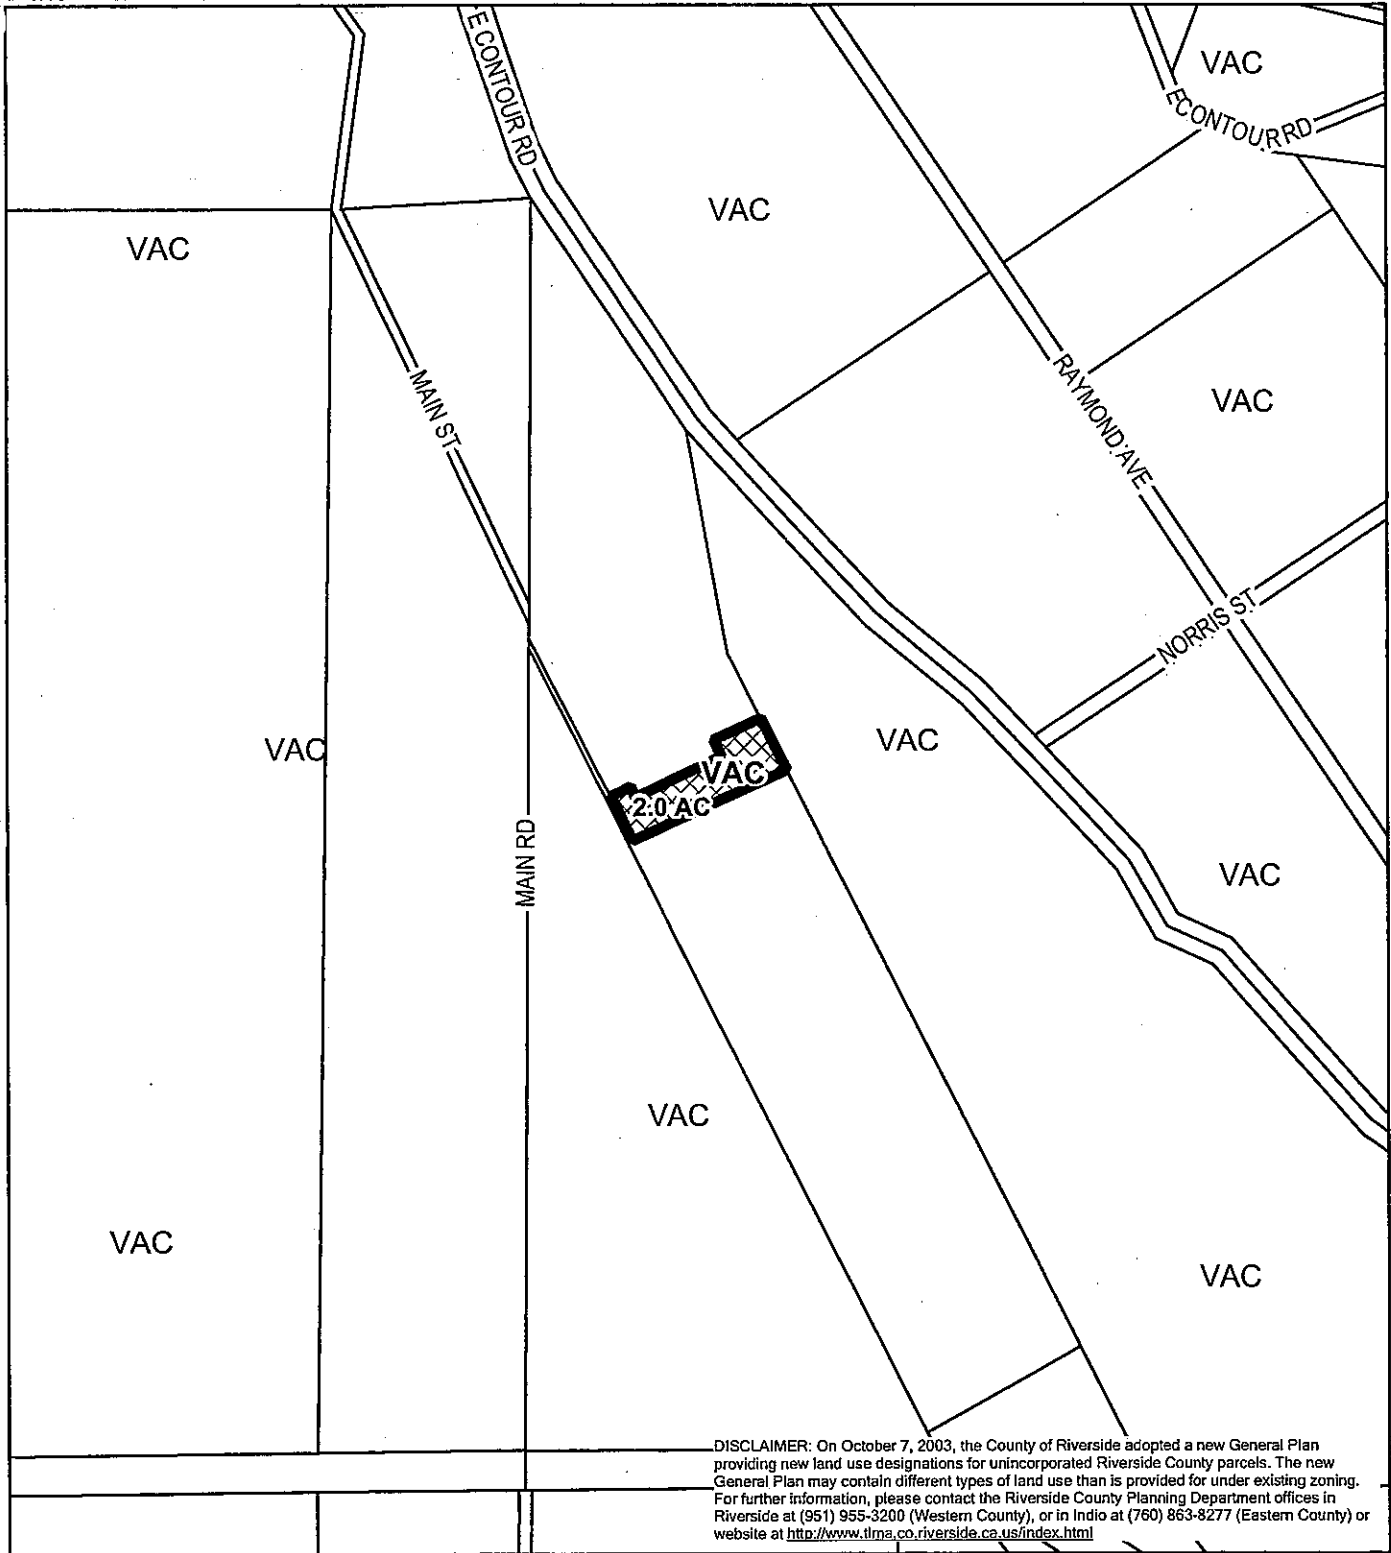 E CONTOUR RD
VAC
E CONTOUR RD
VAC
VAC
MAIN ST
RAYMOND AVE
VAC
NORRIS ST
VAC
VAC
VAC
2.0 AC
MAIN RD
VAC
VAC
VAC
VAC
DISCLAIMER: On October 7, 2003, the County of Riverside adopted a new General Plan
providing new land use designations for unincorporated Riverside County parcels. The new
General Plan may contain different types of land use than is provided for under existing zoning.
For further information, please contact the Riverside County Planning Department offices in
Riverside at (951) 955-3200 (Western County), or in Indio at (760) 863-8277 (Eastern County) or
website at http://www.tlma.co.riverside.ca.us/index.html